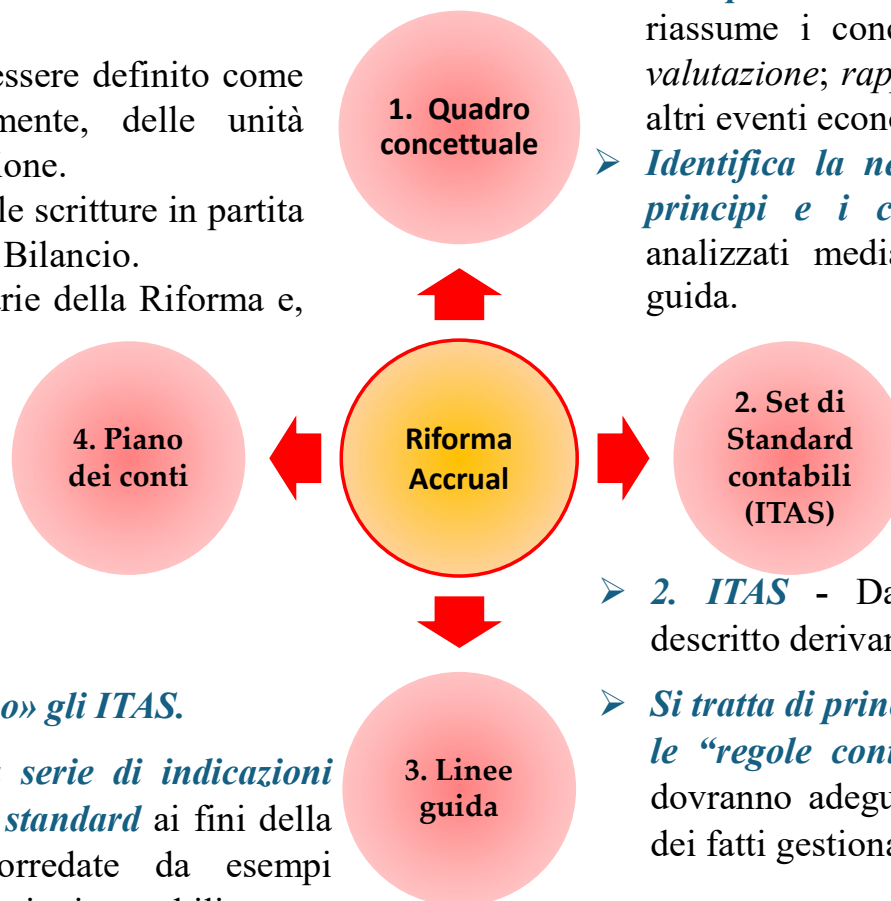 essere definito come
mente, delle unità
ione.
le scritture in partita
Bilancio.
rie della Riforma e,
1. Quadro
concettuale
riassume i conc
valutazione; rap
altri eventi econ
➢ Identifica la ne
principi e i c
analizzati media
guida.
4. Piano
dei conti
Riforma
Accrual
2. Set di
Standard
contabili
(ITAS)
➢ 2. ITAS - Da
descritto derivan
➢ Si tratta di princ
le “regole cont
dovranno adegu
dei fatti gestiona
o» gli ITAS.
serie di indicazioni
standard ai fini della
orredate da esempi
3. Linee
guida